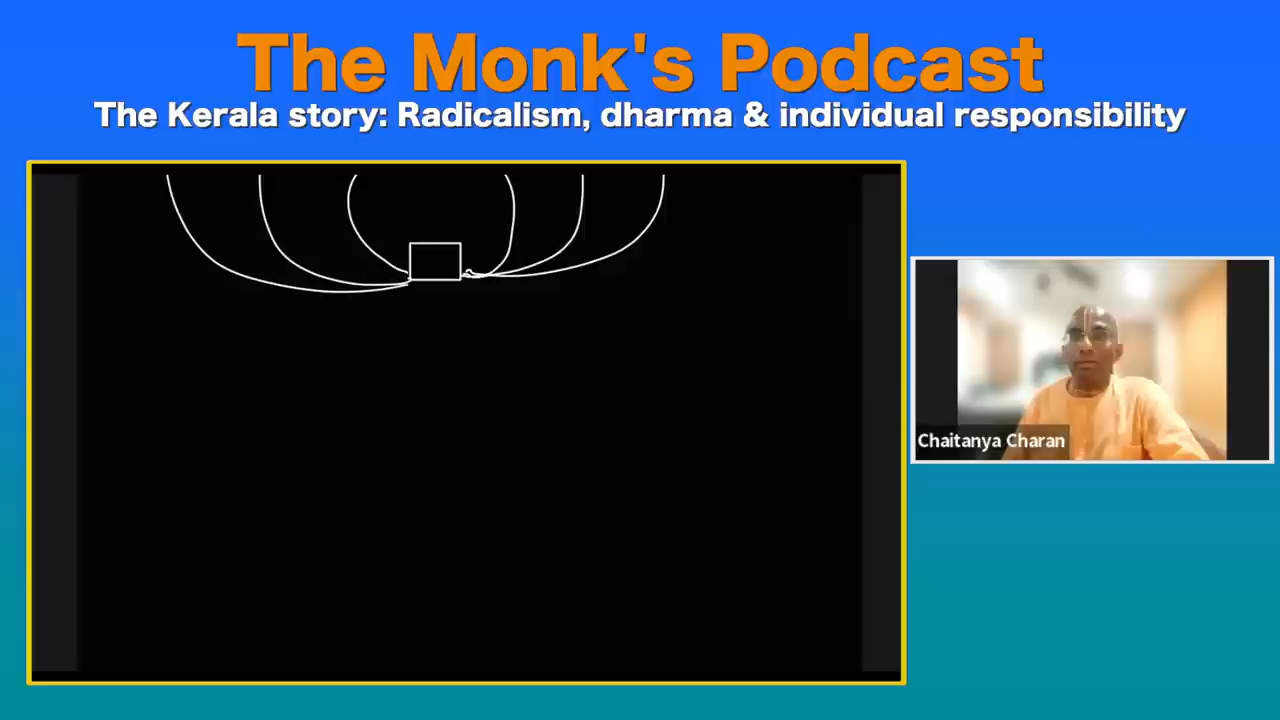 The Monk's Podcast
The Kerala story: Radicalism, dharma & individual responsibility
Chaitanya Charan